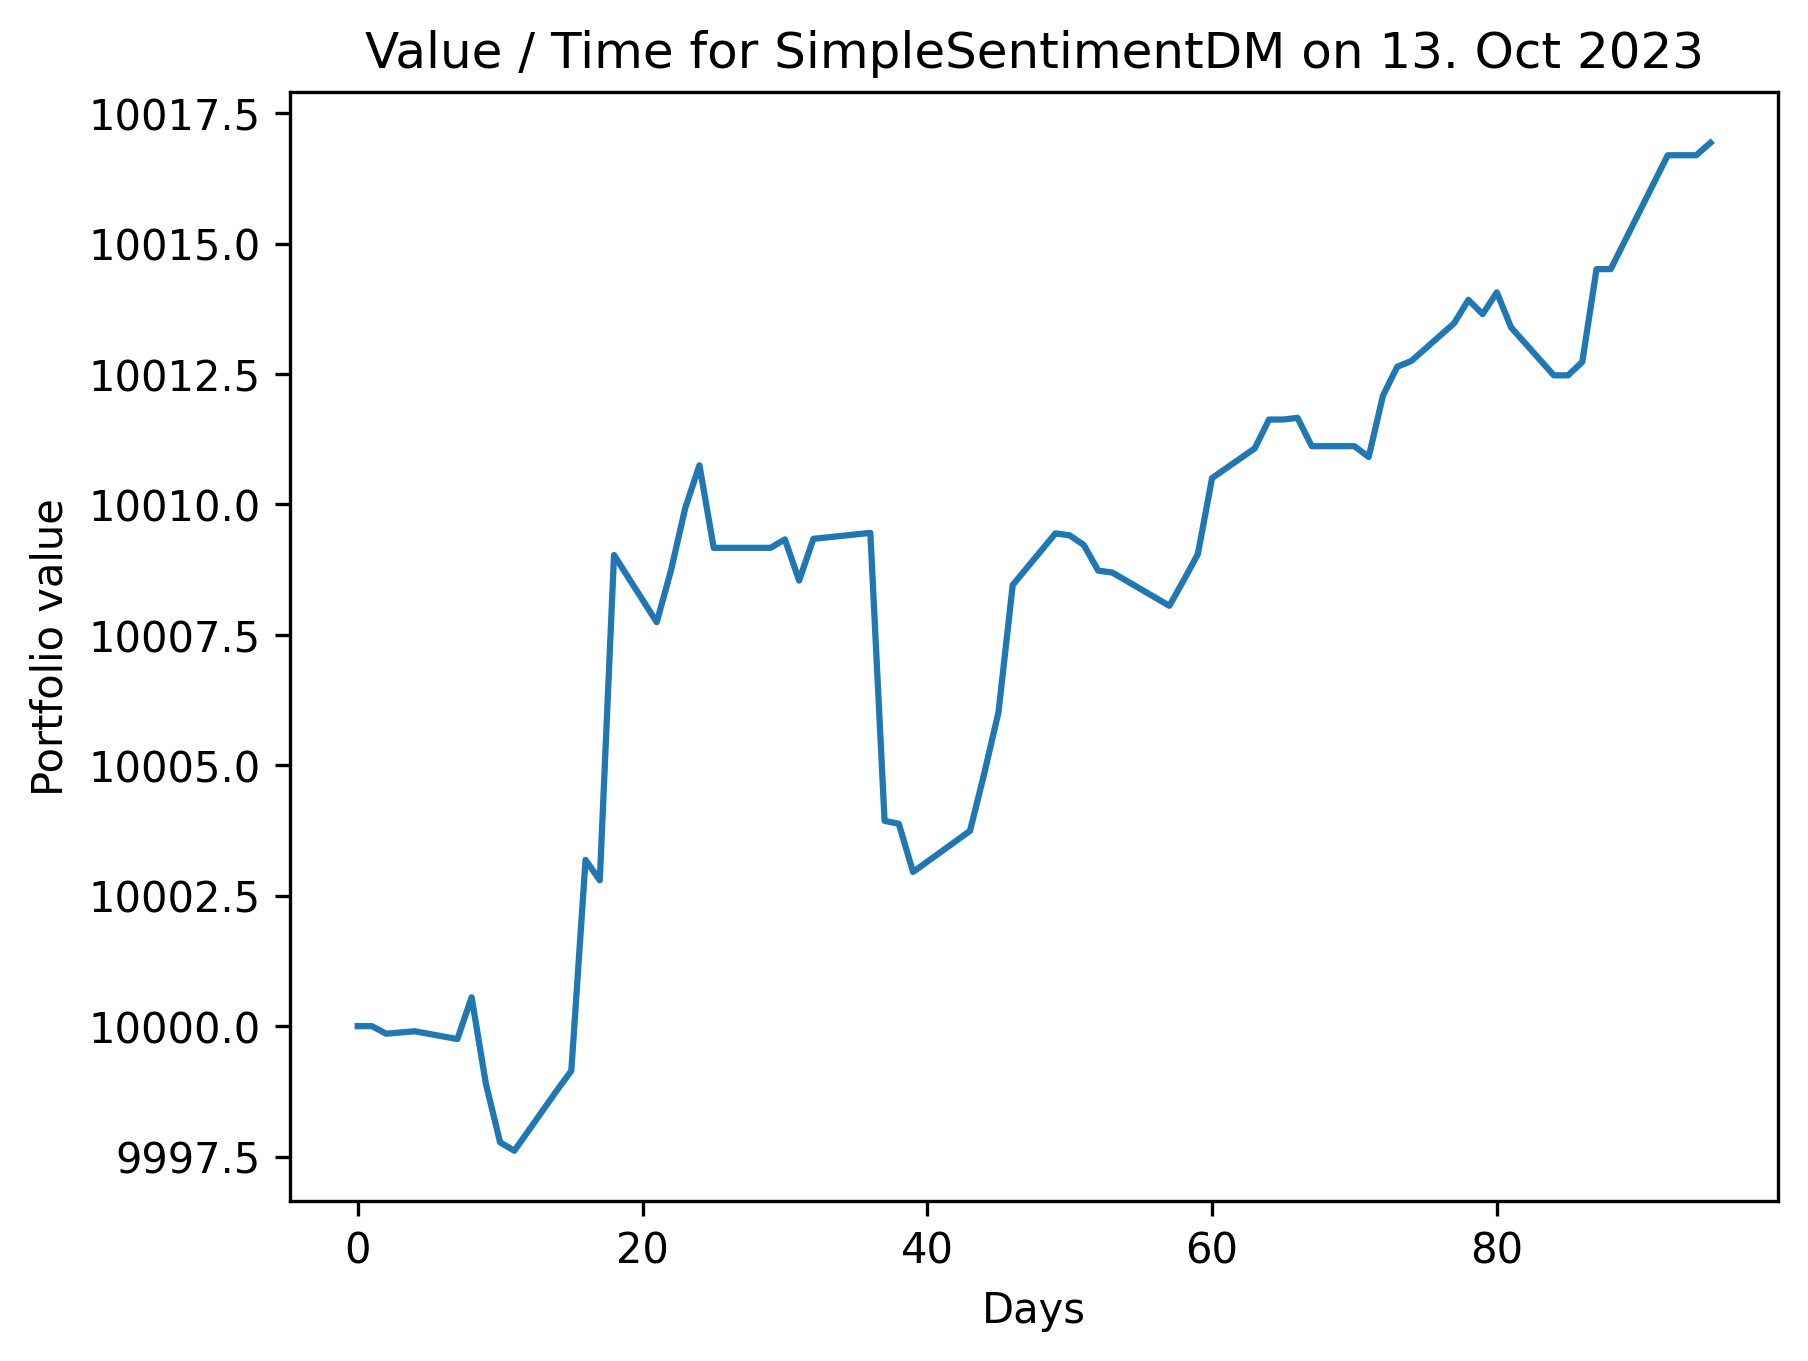 Value / Time for SimpleSentimentDM on 13. Oct 2023
10017.5
10015.0
10012.5
10010.0
10007.5
10005.0
10002.5
10000.0
9997.5
Portfolio value
0 20 40 60 80
Days